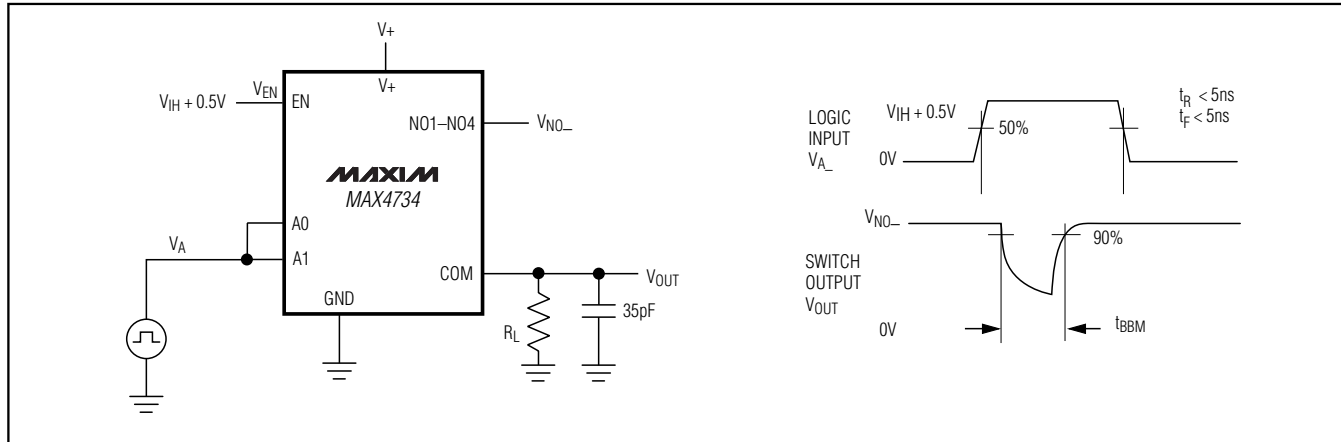 V+
V+
VIH + 0.5V
VEN
EN
NO1–NO4
VNO_
MAXIM
MAX4734
A0
VA
A1
COM
VOUT
GND
RL
35pF
LOGIC
INPUT
VA_
VIH + 0.5V
50%
0V
tR < 5ns
tF < 5ns
VNO_
90%
SWITCH
OUTPUT
VOUT
0V
tBBM